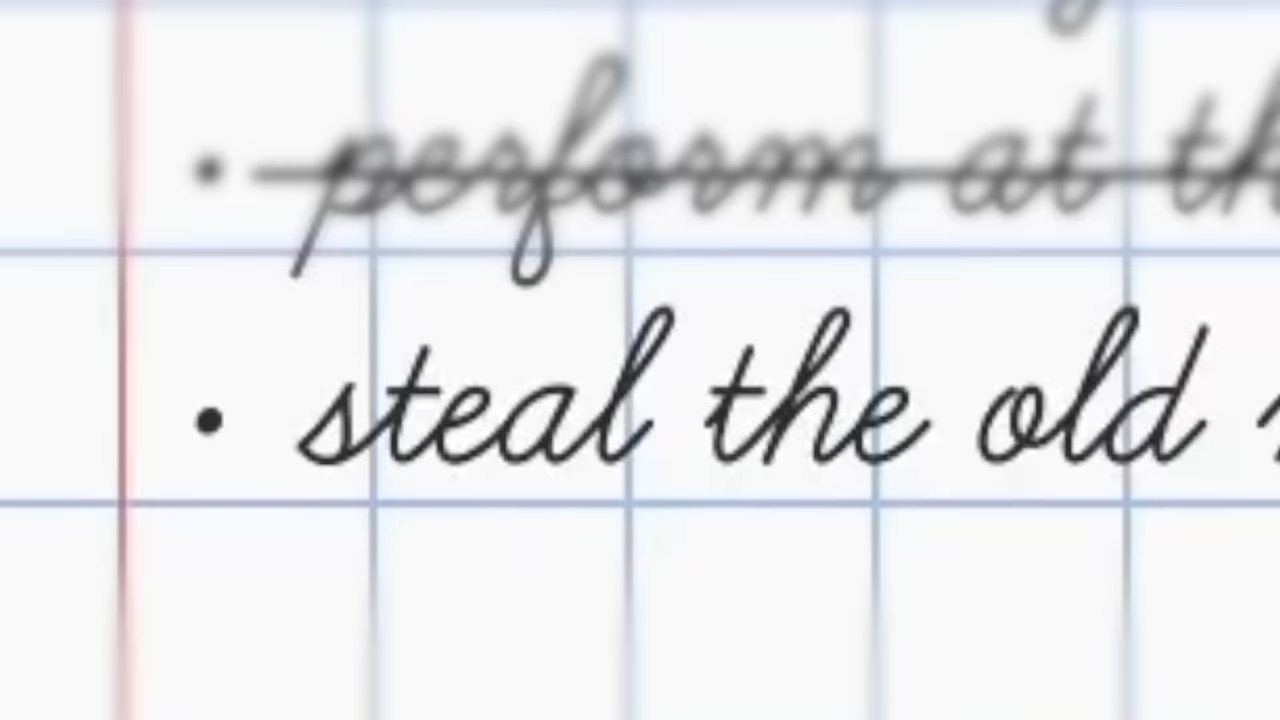 • perform at th
• steal the old